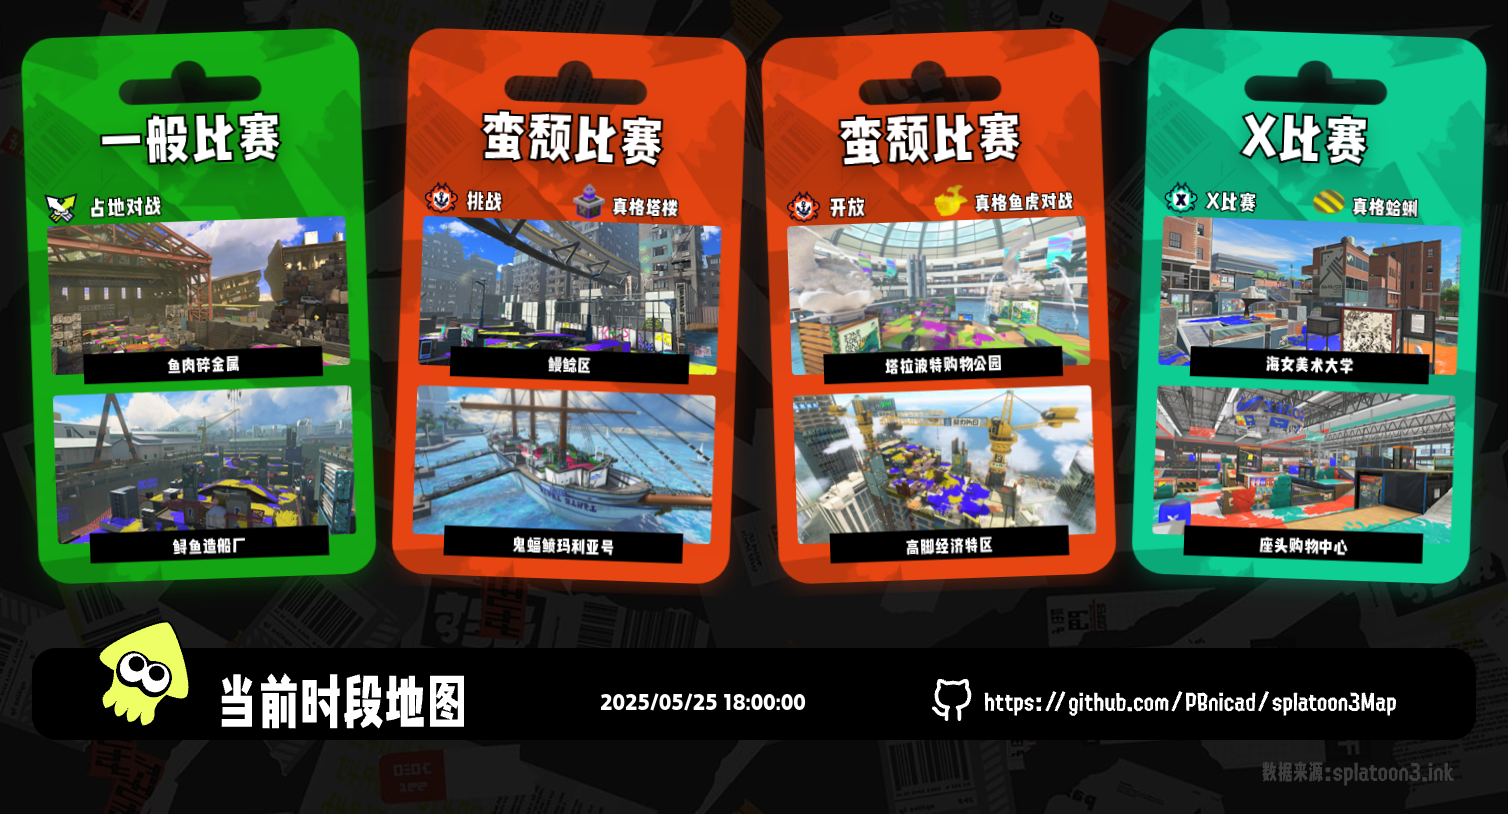 一般比赛
占地对战
鱼肉碎金属
鲟鱼造船厂
蛮颓比赛
挑战
真格塔楼
鳗鲶区
鬼蝠鲼玛利亚号
蛮颓比赛
开放
真格鱼虎对战
塔拉波特购物公园
高脚经济特区
X比赛
X比赛
真格蛤蜊
海女美术大学
座头购物中心
当前时段地图
2025/05/25 18:00:00
https://github.com/PBnicad/splatoon3Map
数据来源:splatoon3.ink